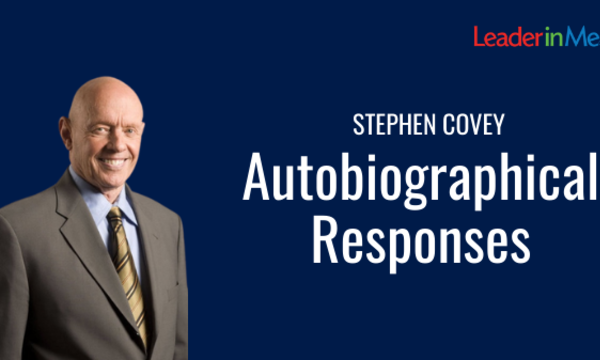 LeaderinMe
STEPHEN COVEY
Autobiographical
Responses